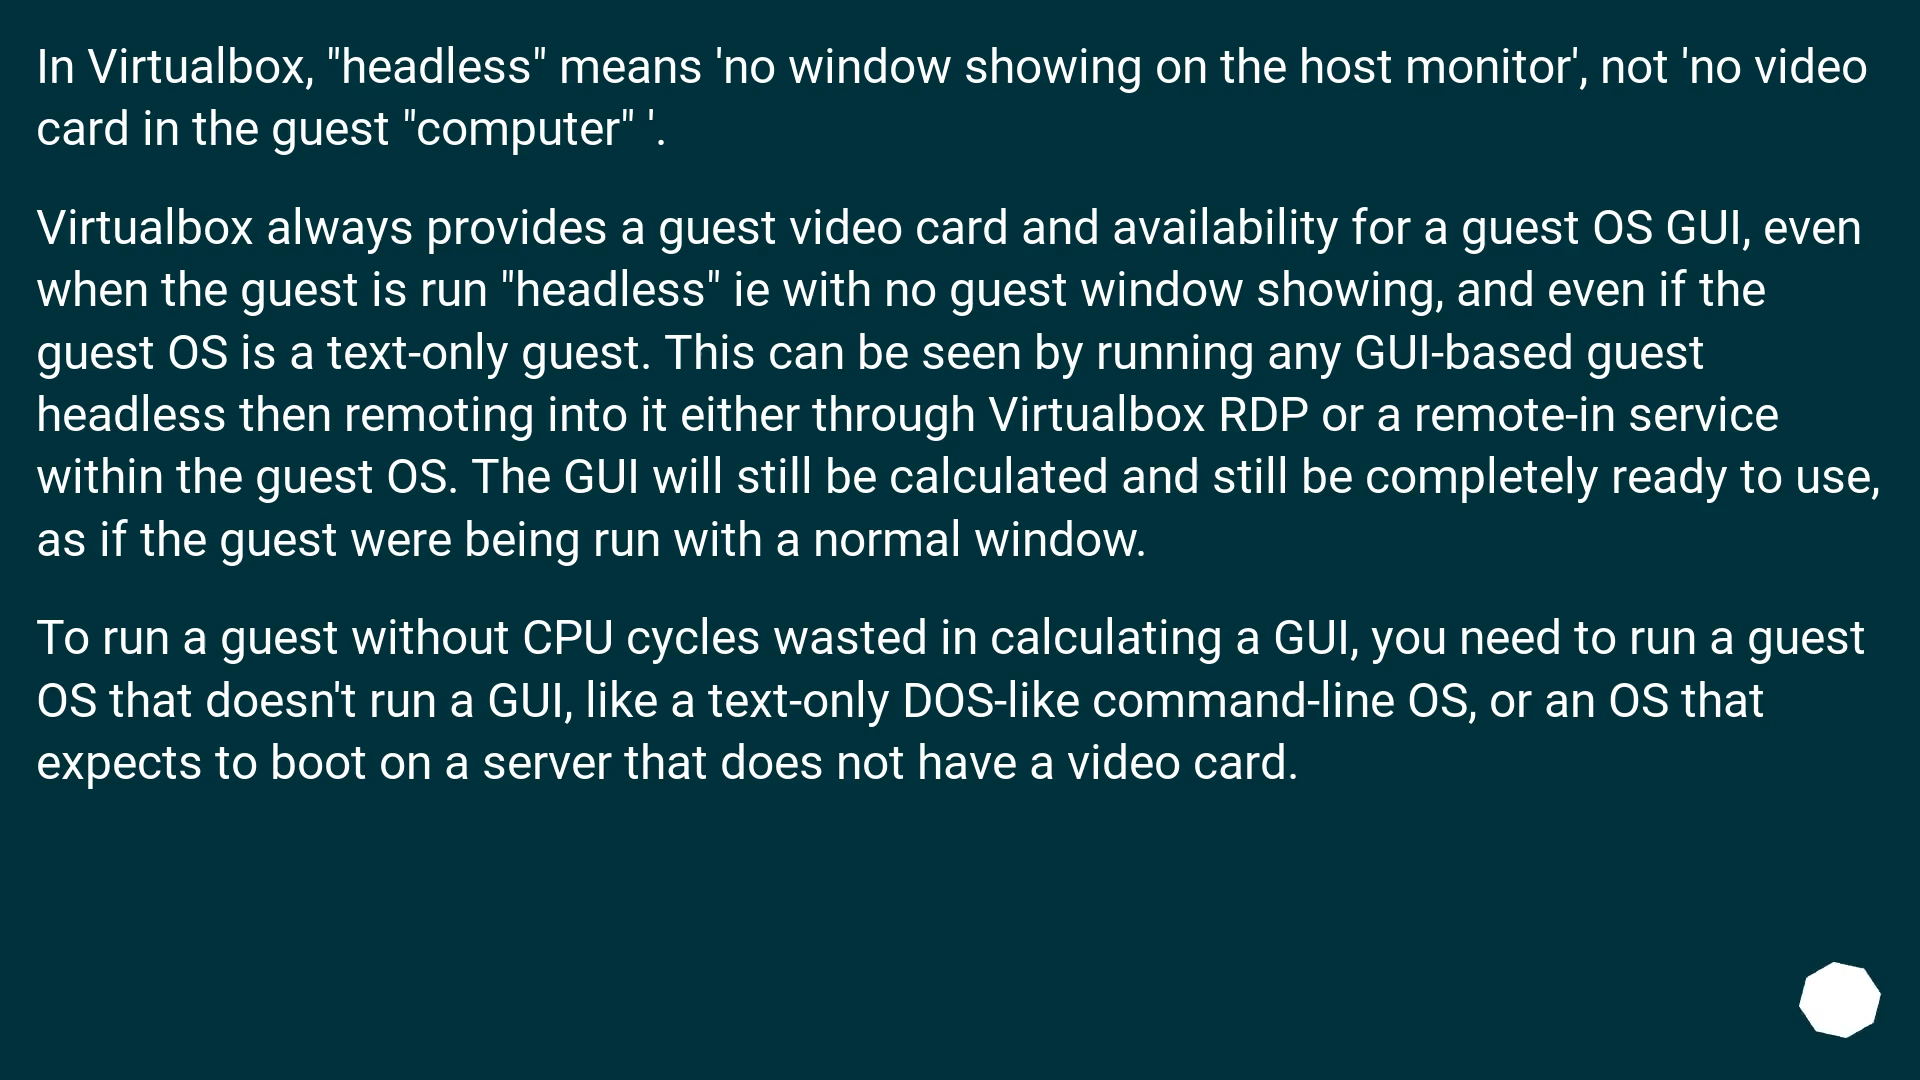 In Virtualbox, "headless" means 'no window showing on the host monitor', not 'no video
card in the guest "computer" '.
Virtualbox always provides a guest video card and availability for a guest OS GUI, even
when the guest is run "headless" ie with no guest window showing, and even if the
guest OS is a text-only guest. This can be seen by running any GUI-based guest
headless then remoting into it either through Virtualbox RDP or a remote-in service
within the guest OS. The GUI will still be calculated and still be completely ready to use,
as if the guest were being run with a normal window.
To run a guest without CPU cycles wasted in calculating a GUI, you need to run a guest
OS that doesn't run a GUI, like a text-only DOS-like command-line OS, or an OS that
expects to boot on a server that does not have a video card.